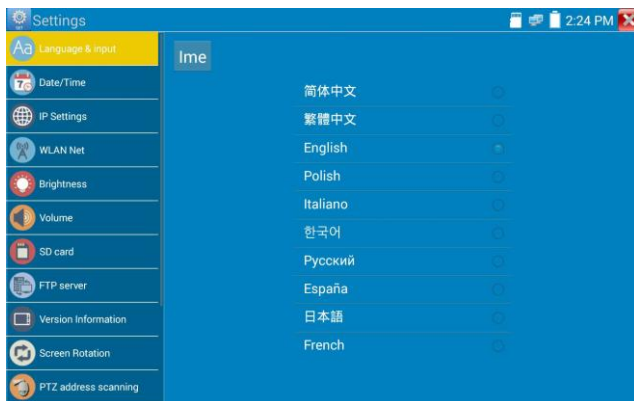 Settings
2:24 PM
Language & input
Date/Time
IP Settings
WLAN Net
Brightness
Volume
SD card
FTP server
Version Information
Screen Rotation
PTZ address scanning
Ime
简体中文
繁體中文
English
Polish
Italiano
한국어
Русский
España
日本語
French